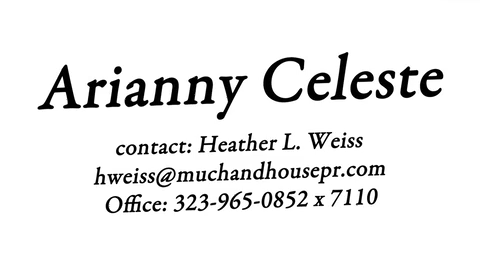 Arianny Celeste
contact: Heather L. Weiss
hweiss@muchandhousepr.com
Office: 323-965-0852 x 7110